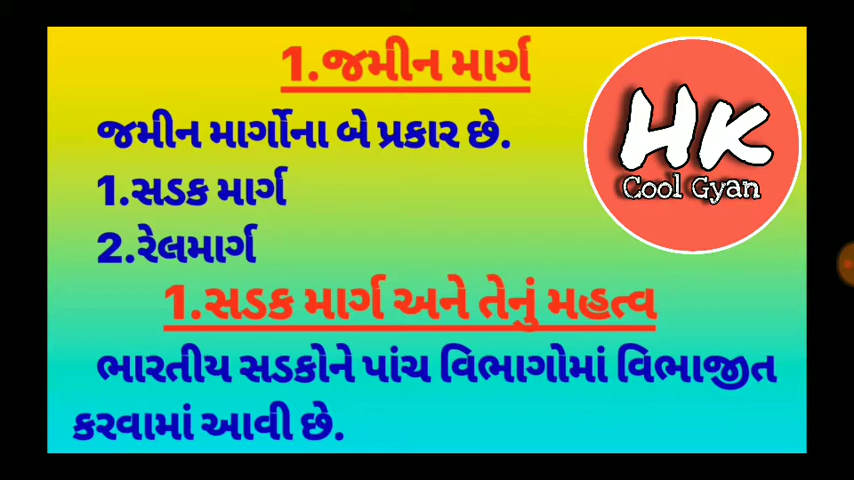 1.જમીન માર્ગ
જમીન માર્ગોના બે પ્રકાર છે.
1.સડક માર્ગ
2.રેલમાર્ગ
1.સડક માર્ગ અને તેનું મહત્વ
ભારતીય સડકોને પાંચ વિભાગોમાં વિભાજીત
કરવામાં આવી છે.
HK
Cool Gyan